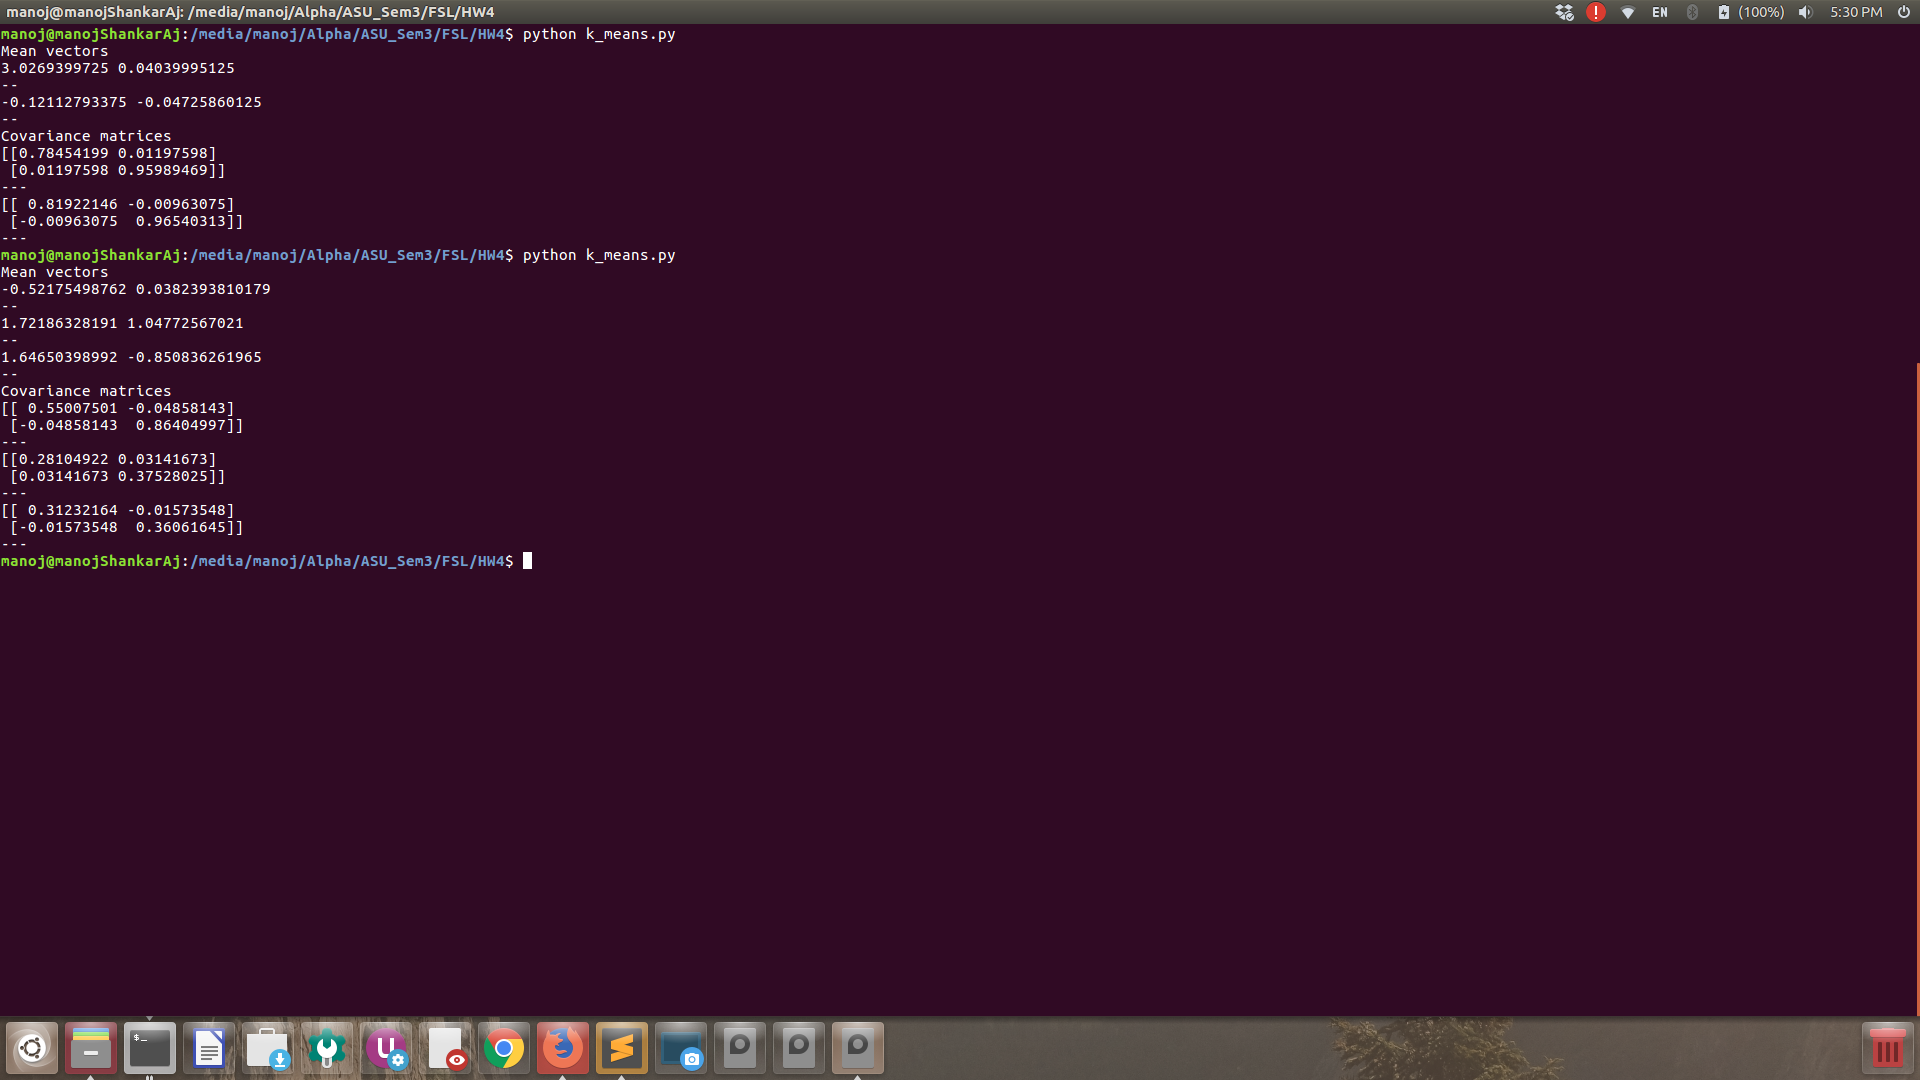 manoj@manojShankarAj: /media/manoj/Alpha/ASU_Sem3/FSL/HW4
EN (100%) 5:30 PM
manoj@manojShankarAj:/media/manoj/Alpha/ASU_Sem3/FSL/HW4$ python k_means.py
Mean vectors
3.0269399725 0.04039995125
--
-0.12112793375 -0.04725860125
--
Covariance matrices
[[0.78454199 0.01197598]
 [0.01197598 0.95989469]]
---
[[ 0.81922146 -0.00963075]
 [-0.00963075  0.96540313]]
---
manoj@manojShankarAj:/media/manoj/Alpha/ASU_Sem3/FSL/HW4$ python k_means.py
Mean vectors
-0.52175498762 0.0382393810179
--
1.72186328191 1.04772567021
--
1.64650398992 -0.850836261965
--
Covariance matrices
[[ 0.55007501 -0.04858143]
 [-0.04858143  0.86404997]]
---
[[0.28104922 0.03141673]
 [0.03141673 0.37528025]]
---
[[ 0.31232164 -0.01573548]
 [-0.01573548  0.36061645]]
---
manoj@manojShankarAj:/media/manoj/Alpha/ASU_Sem3/FSL/HW4$